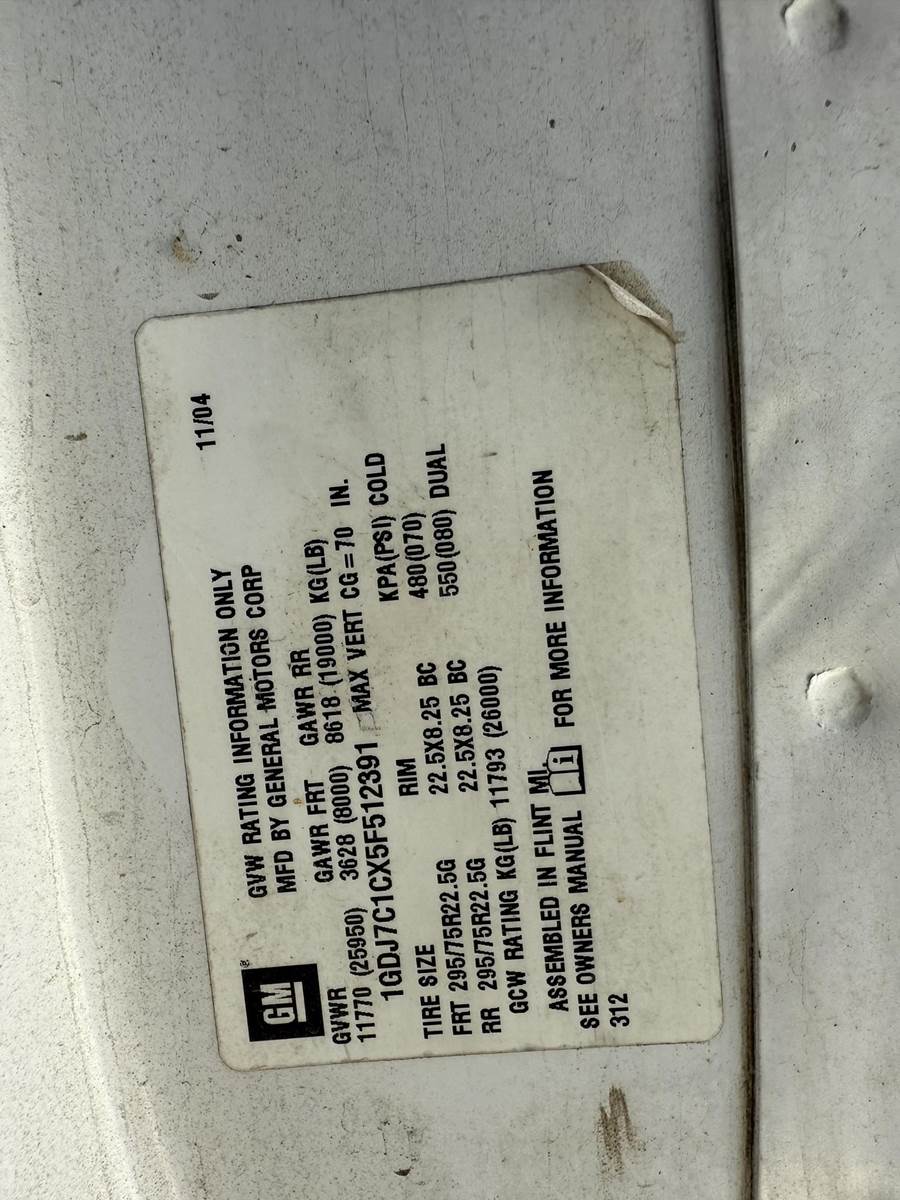 GM®
GVW RATING INFORMATION ONLY 11/04
MFD BY GENERAL MOTORS CORP
GVWR GAWR FRT GAWR RR
11770 (25950) 3628 (8000) 8618 (19000) KG(LB)
1GDJ7C1CX5F512391 MAX VERT CG=70 IN.
TIRE SIZE RIM KPA(PSI) COLD
FRT 295/75R22.5G 22.5X8.25 BC 480(070)
RR 295/75R22.5G 22.5X8.25 BC 550(080) DUAL
GCW RATING KG(LB) 11793 (26000)
ASSEMBLED IN FLINT MI.
SEE OWNERS MANUAL FOR MORE INFORMATION
312